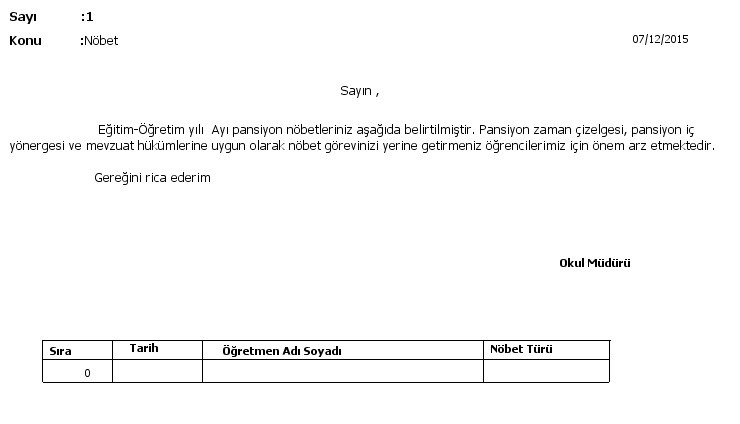 Sayı :1
Konu :Nöbet 07/12/2015
Sayın ,
Eğitim-Öğretim yılı Ayı pansiyon nöbetleriniz aşağıda belirtilmiştir. Pansiyon zaman çizelgesi, pansiyon iç
yönergesi ve mevzuat hükümlerine uygun olarak nöbet görevinizi yerine getirmeniz öğrencilerimiz için önem arz etmektedir.
Gereğini rica ederim
Okul Müdürü
Sıra Tarih Öğretmen Adı Soyadı Nöbet Türü
0